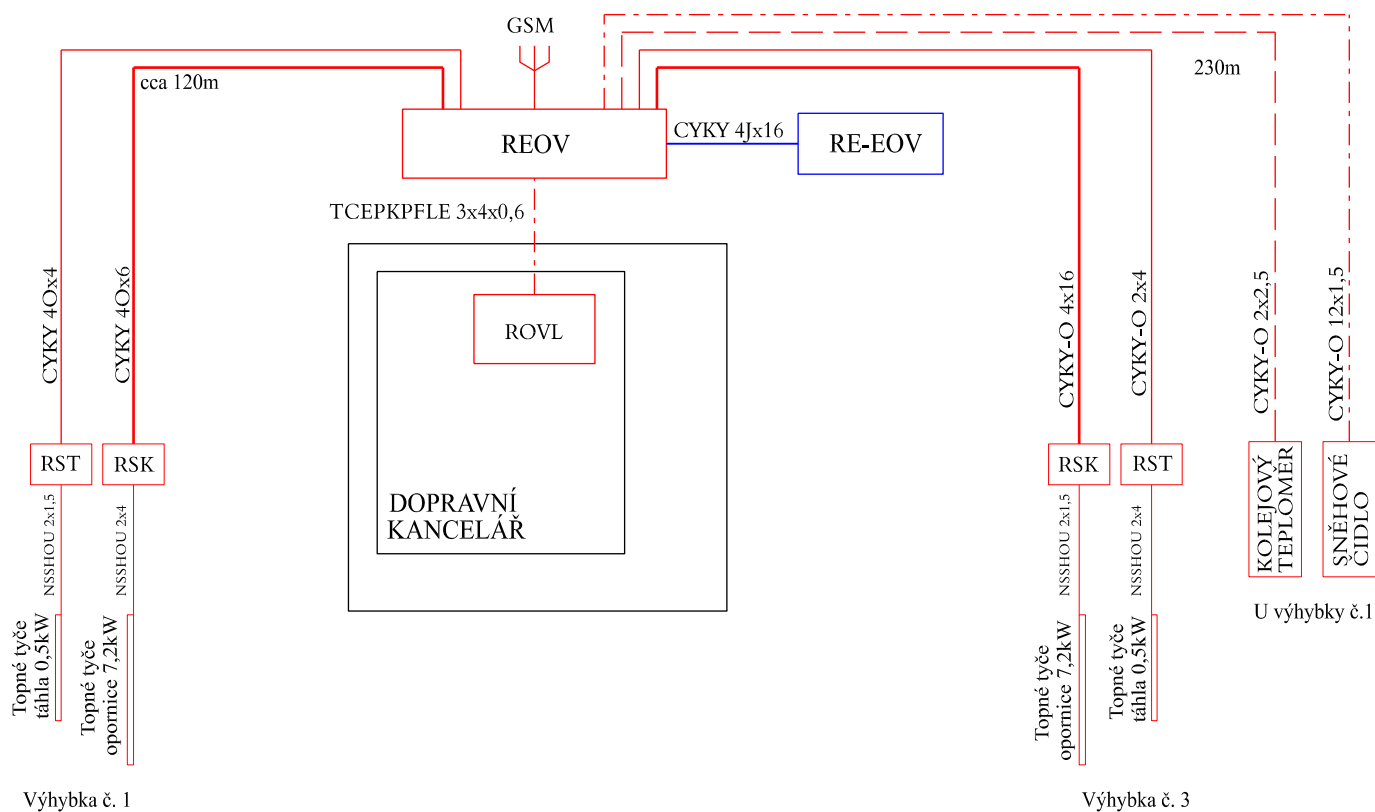 GSM
cca 120m
230m
REOV
CYKY 4Jx16
RE-EOV
TCEPKPFLE 3x4x0,6
ROVL
DOPRAVNÍ
KANCELÁŘ
CYKY 4Ox4
CYKY 4Ox6
CYKY-O 4x16
CYKY-O 2x4
CYKY-O 2x2,5
CYKY-O 12x1,5
RST
RSK
RSK
RST
KOLEJOVÝ
TEPLOMĚR
SNĚHOVÉ
ČIDLO
NSSHOU 2x1,5
NSSHOU 2x4
NSSHOU 2x1,5
NSSHOU 2x4
U výhybky č.1
Topné tyče
táhla 0,5kW
Topné tyče
opornice 7,2kW
Topné tyče
opornice 7,2kW
Topné tyče
táhla 0,5kW
Výhybka č. 1
Výhybka č. 3